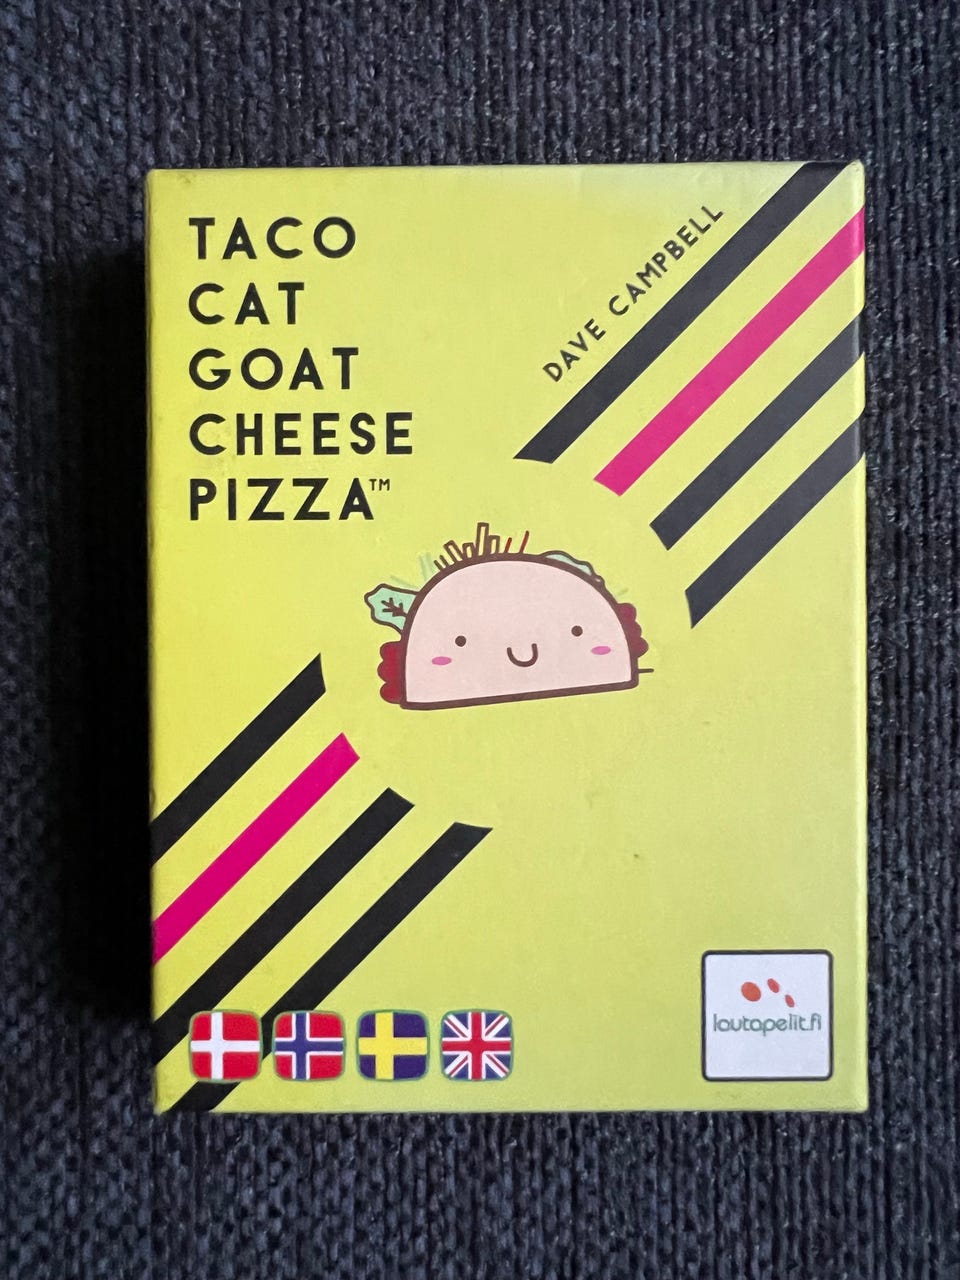 TACO
CAT
GOAT
CHEESE
PIZZA™
DAVE CAMPBELL
lautapelit.fi